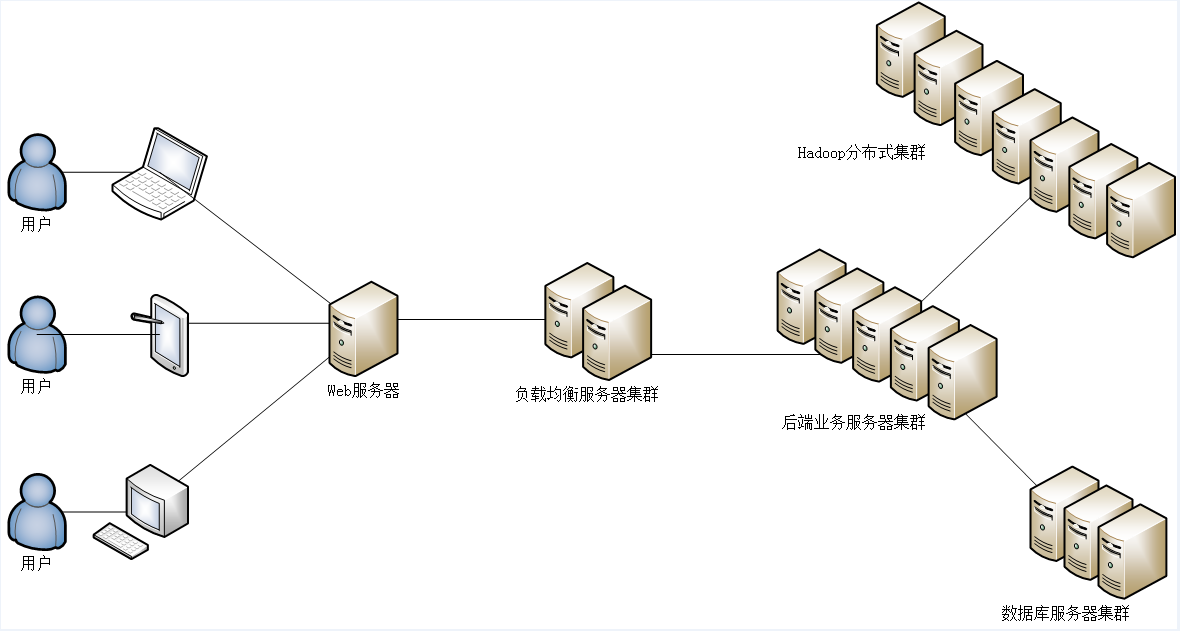 Hadoop分布式集群
用户
用户
Web服务器
负载均衡服务器集群
后端业务服务器集群
用户
数据库服务器集群